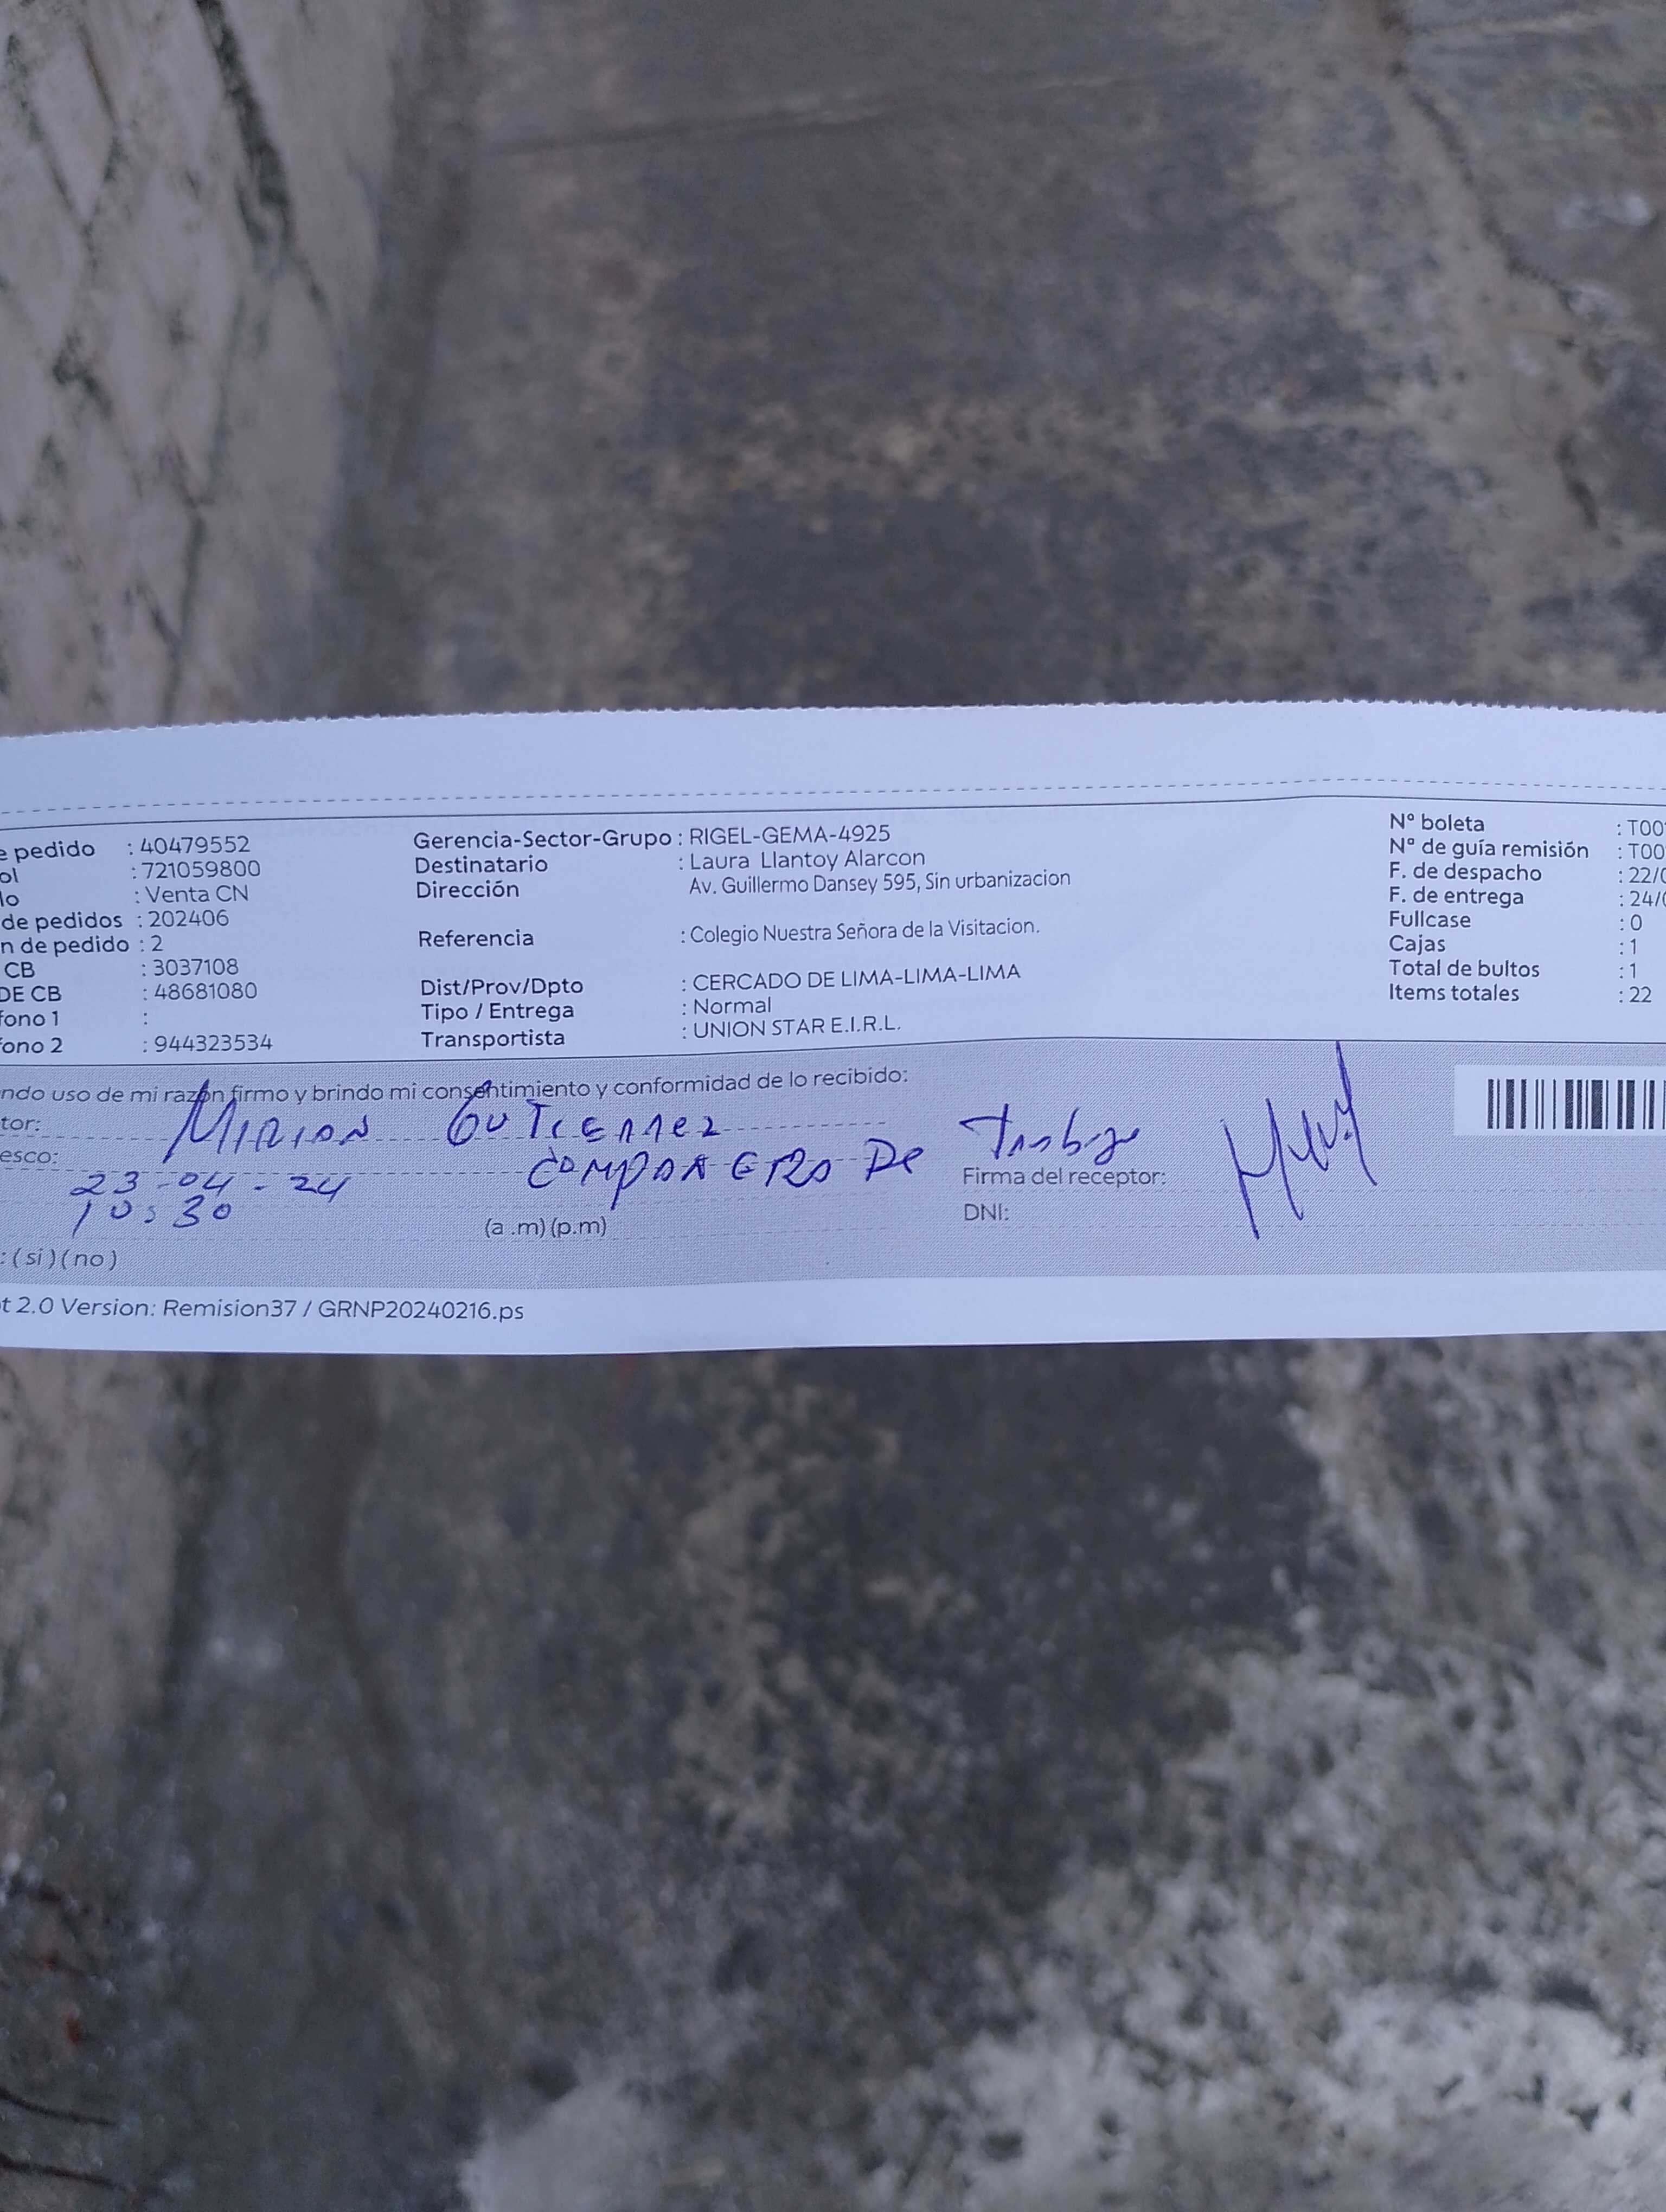 e pedido : 40479552
ol : 721059800
lo : Venta CN
de pedidos : 202406
n de pedido : 2
CB : 3037108
DE CB : 48681080
fono 1 :
fono 2 : 944323534
Gerencia-Sector-Grupo : RIGEL-GEMA-4925
Destinatario : Laura Llantoy Alarcon
Dirección Av. Guillermo Dansey 595, Sin urbanizacion
Referencia : Colegio Nuestra Señora de la Visitacion.
Dist/Prov/Dpto : CERCADO DE LIMA-LIMA-LIMA
Tipo / Entrega : Normal
Transportista : UNION STAR E.I.R.L.
Nº boleta : T00
Nº de guía remisión : T00
F. de despacho : 22/0
F. de entrega : 24/0
Fullcase : 0
Cajas : 1
Total de bultos : 1
Items totales : 22
ndo uso de mi razón firmo y brindo mi consentimiento y conformidad de lo recibido:
tor: MIRIAN GUTIERREZ
esco: COMPAÑERO DE Trabajo
23-04-24
10:30
(a .m) (p.m)
Firma del receptor:
DNI:
: ( si ) ( no )
t 2.0 Version: Remision37 / GRNP20240216.ps